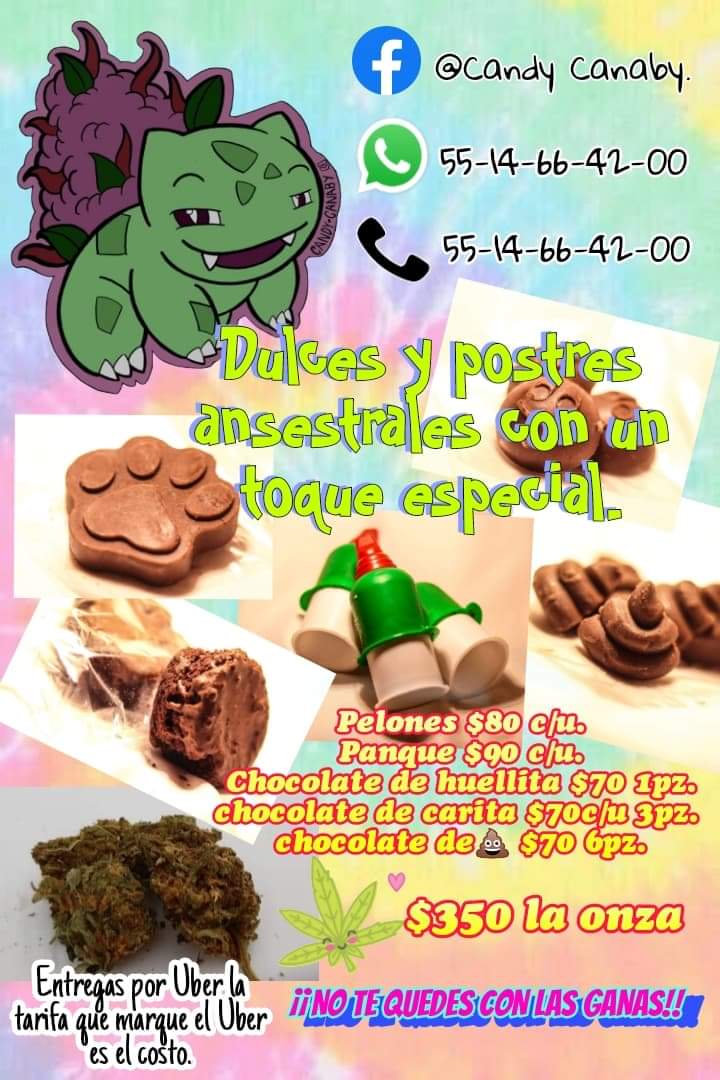 @Candy Canaby.
55-14-66-42-00
CANDY-CANABY @
55-14-66-42-00
Dulces y postres
ansestrales con un
toque especial.
Pelones $80 c/u.
Panque $90 c/u.
Chocolate de huellita $70 1pz.
chocolate de carita $70c/u 3pz.
chocolate de💩 $70 6pz.
$350 la onza
Entregas por Uber la
tarifa que marque el Uber
es el costo.
¡¡NO TE QUEDES CON LAS GANAS!!